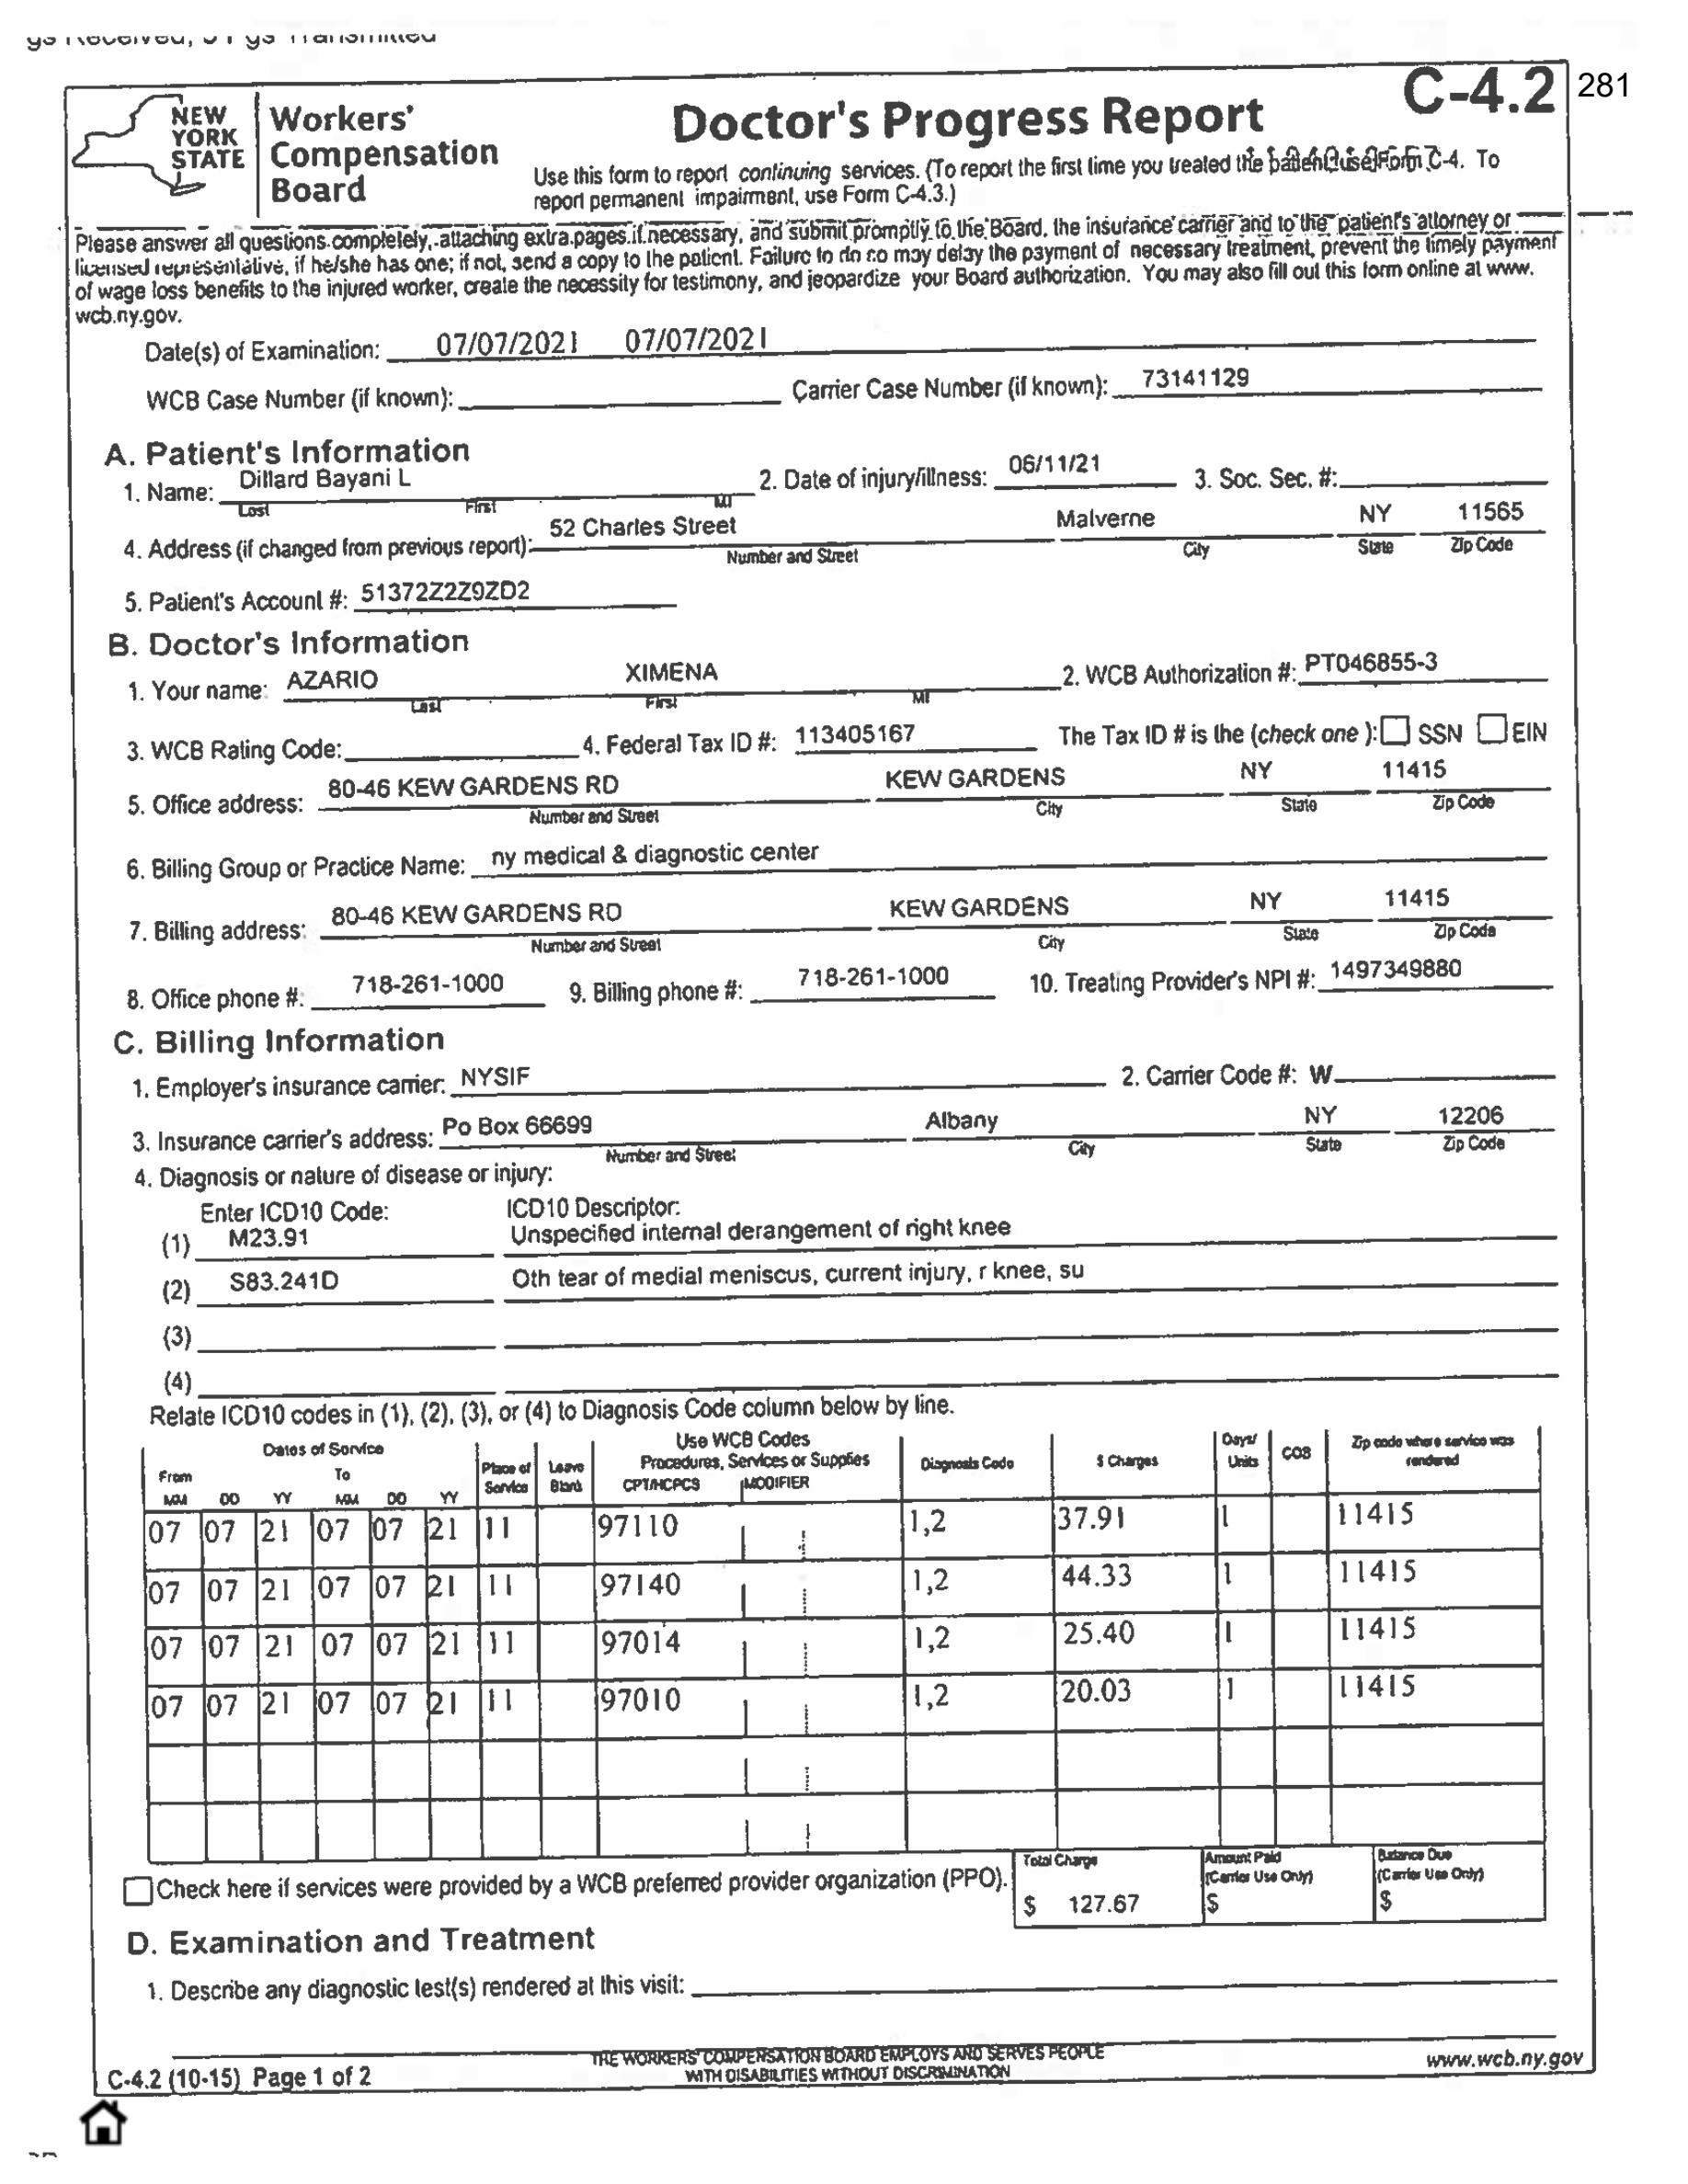 C-4.2
281
NEW YORK STATE
Workers' Compensation Board
Doctor's Progress Report
Use this form to report continuing services. (To report the first time you treated the patient, use Form C-4. To
report permanent impairment, use Form C-4.3.)
Please answer all questions completely, attaching extra pages if necessary, and submit promptly to the Board, the insurance carrier and to the patient's attorney or
licensed representative, if he/she has one; if not, send a copy to the patient. Failure to do so may delay the payment of necessary treatment, prevent the timely payment
of wage loss benefits to the injured worker, create the necessity for testimony, and jeopardize your Board authorization. You may also fill out this form online at www.
wcb.ny.gov.
Date(s) of Examination: 07/07/2021 07/07/2021
WCB Case Number (if known): Carrier Case Number (if known): 73141129
A. Patient's Information
1. Name: Dillard Bayani L 2. Date of injury/illness: 06/11/21 3. Soc. Sec. #:
Last First MI
4. Address (if changed from previous report): 52 Charles Street Malverne NY 11565
Number and Street City State Zip Code
5. Patient's Account #: 51372Z2Z9ZD2
B. Doctor's Information
1. Your name: AZARIO XIMENA 2. WCB Authorization #: PT046855-3
Last First MI
3. WCB Rating Code: 4. Federal Tax ID #: 113405167 The Tax ID # is the (check one ): SSN EIN
5. Office address: 80-46 KEW GARDENS RD KEW GARDENS NY 11415
Number and Street City State Zip Code
6. Billing Group or Practice Name: ny medical & diagnostic center
7. Billing address: 80-46 KEW GARDENS RD KEW GARDENS NY 11415
Number and Street City State Zip Code
8. Office phone #: 718-261-1000 9. Billing phone #: 718-261-1000 10. Treating Provider's NPI #: 1497349880
C. Billing Information
1. Employer's insurance carrier: NYSIF 2. Carrier Code #: W
3. Insurance carrier's address: Po Box 66699 Albany NY 12206
Number and Street City State Zip Code
4. Diagnosis or nature of disease or injury:
Enter ICD10 Code: ICD10 Descriptor:
(1) M23.91 Unspecified internal derangement of right knee
(2) S83.241D Oth tear of medial meniscus, current injury, r knee, su
(3)
(4)
Relate ICD10 codes in (1), (2), (3), or (4) to Diagnosis Code column below by line.
Dates of Service Use WCB Codes
From To Place of Service Leave Blank Procedures, Services or Supplies Diagnosis Code $ Charges Days/ Units COB Zip code where service was rendered
MM DD YY MM DD YY CPT/HCPCS MODIFIER
07 07 21 07 07 21 11 97110 1,2 37.91 1 11415
07 07 21 07 07 21 11 97140 1,2 44.33 1 11415
07 07 21 07 07 21 11 97014 1,2 25.40 1 11415
07 07 21 07 07 21 11 97010 1,2 20.03 1 11415
Check here if services were provided by a WCB preferred provider organization (PPO).
Total Charge Amount Paid (Carrier Use Only) Balance Due (Carrier Use Only)
$ 127.67 $ $
D. Examination and Treatment
1. Describe any diagnostic test(s) rendered at this visit:
THE WORKERS' COMPENSATION BOARD EMPLOYS AND SERVES PEOPLE
WITH DISABILITIES WITHOUT DISCRIMINATION
C-4.2 (10-15) Page 1 of 2
www.wcb.ny.gov